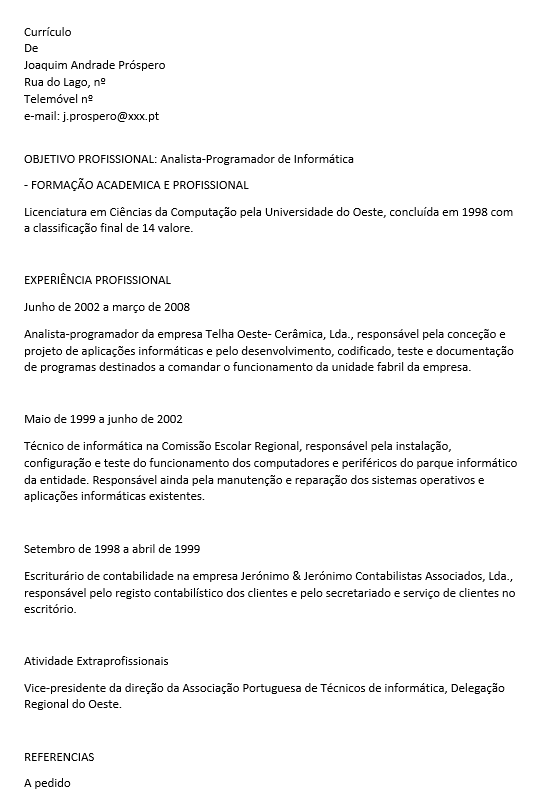 Currículo
De
Joaquim Andrade Próspero
Rua do Lago, nº
Telemóvel nº
e-mail: j.prospero@xxx.pt
OBJETIVO PROFISSIONAL: Analista-Programador de Informática
- FORMAÇÃO ACADEMICA E PROFISSIONAL
Licenciatura em Ciências da Computação pela Universidade do Oeste, concluída em 1998 com
a classificação final de 14 valore.
EXPERIÊNCIA PROFISSIONAL
Junho de 2002 a março de 2008
Analista-programador da empresa Telha Oeste- Cerâmica, Lda., responsável pela conceção e
projeto de aplicações informáticas e pelo desenvolvimento, codificado, teste e documentação
de programas destinados a comandar o funcionamento da unidade fabril da empresa.
Maio de 1999 a junho de 2002
Técnico de informática na Comissão Escolar Regional, responsável pela instalação,
configuração e teste do funcionamento dos computadores e periféricos do parque informático
da entidade. Responsável ainda pela manutenção e reparação dos sistemas operativos e
aplicações informáticas existentes.
Setembro de 1998 a abril de 1999
Escriturário de contabilidade na empresa Jerónimo & Jerónimo Contabilistas Associados, Lda.,
responsável pelo registo contabilístico dos clientes e pelo secretariado e serviço de clientes no
escritório.
Atividade Extraprofissionais
Vice-presidente da direção da Associação Portuguesa de Técnicos de informática, Delegação
Regional do Oeste.
REFERENCIAS
A pedido